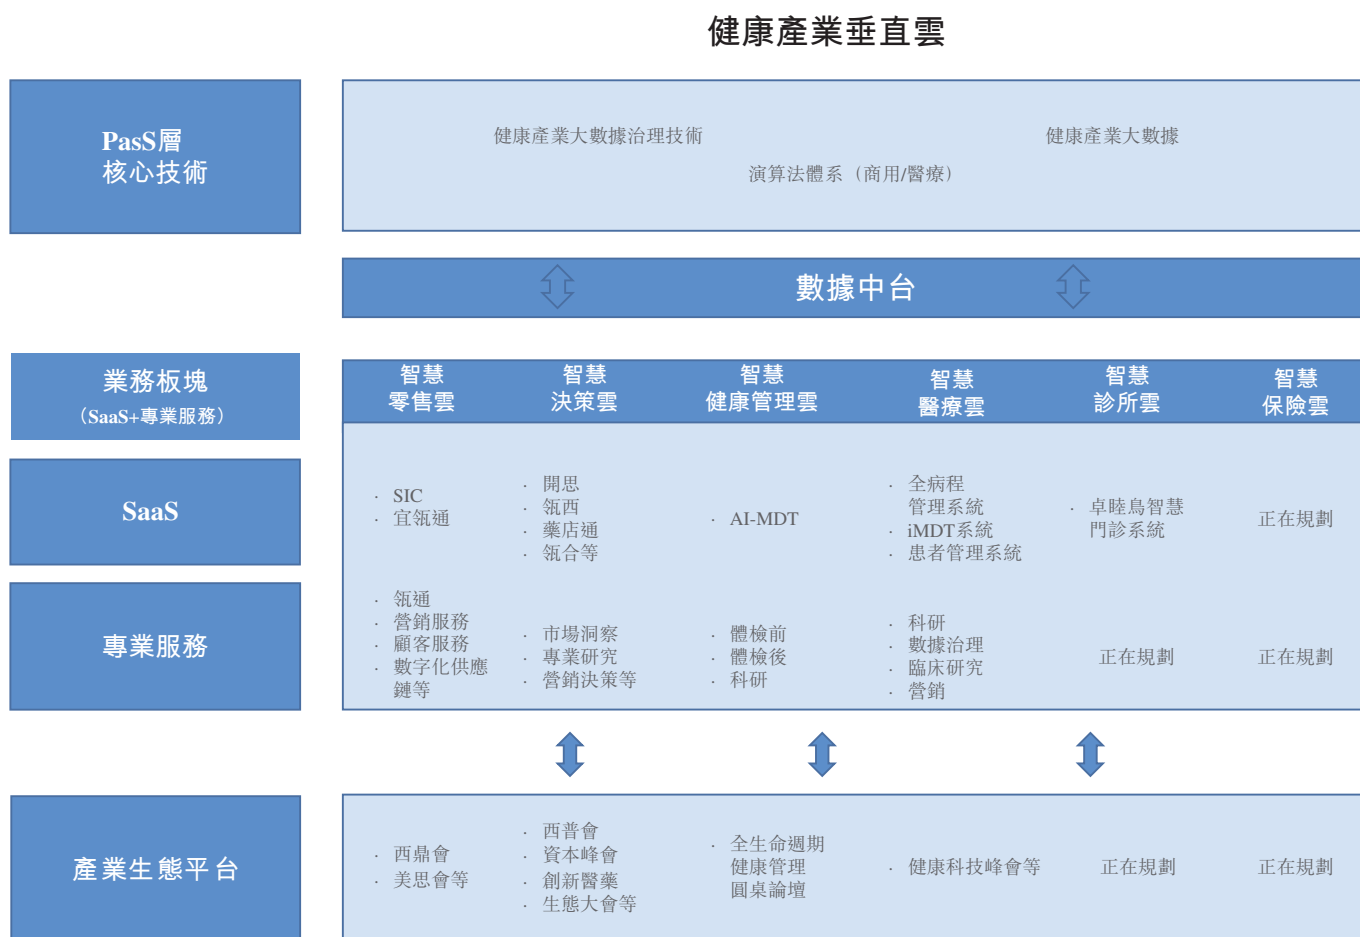 健康產業垂直雲
PasS層
核心技術
健康產業大數據治理技術
健康產業大數據
演算法體系（商用/醫療）
數據中台
業務板塊
（SaaS+專業服務）
智慧
零售雲
智慧
決策雲
智慧
健康管理雲
智慧
醫療雲
智慧
診所雲
智慧
保險雲
SaaS
· SIC
· 宜瓴通
· 開思
· 瓴西
· 藥店通
· 瓴合等
· AI-MDT
· 全病程
管理系統
· iMDT系統
· 患者管理系統
· 卓睦鳥智慧
門診系統
正在規劃
專業服務
· 瓴通
· 營銷服務
· 顧客服務
· 數字化供應
鏈等
· 市場洞察
· 專業研究
· 營銷決策等
· 體檢前
· 體檢後
· 科研
· 科研
· 數據治理
· 臨床研究
· 營銷
正在規劃
正在規劃
產業生態平台
· 西鼎會
· 美思會等
· 西普會
· 資本峰會
· 創新醫藥
· 生態大會等
· 全生命週期
健康管理
圓桌論壇
· 健康科技峰會等
正在規劃
正在規劃